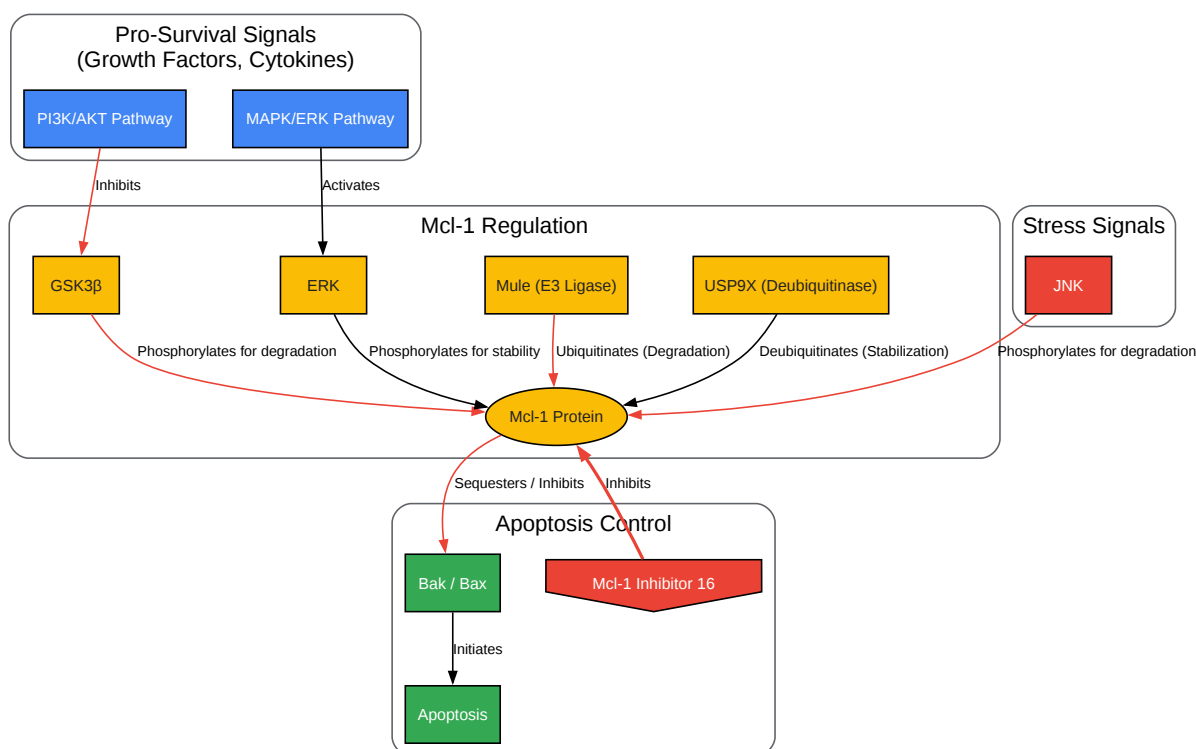 Pro-Survival Signals
(Growth Factors, Cytokines)
PI3K/AKT Pathway
MAPK/ERK Pathway
Inhibits
Activates
Mcl-1 Regulation
Stress Signals
GSK3β
ERK
Mule (E3 Ligase)
USP9X (Deubiquitinase)
JNK
Phosphorylates for degradation
Phosphorylates for stability
Ubiquitinates (Degradation)
Deubiquitinates (Stabilization)
Phosphorylates for degradation
Mcl-1 Protein
Sequesters / Inhibits
Inhibits
Apoptosis Control
Bak / Bax
Mcl-1 Inhibitor 16
Initiates
Apoptosis